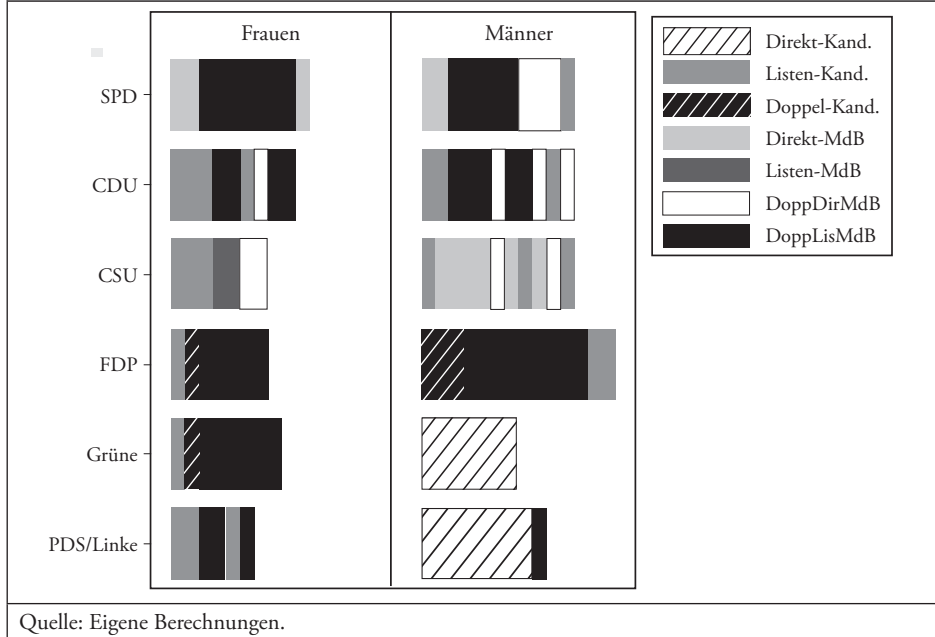 Frauen
Männer
SPD
CDU
CSU
FDP
Grüne
PDS/Linke
Direkt-Kand.
Listen-Kand.
Doppel-Kand.
Direkt-MdB
Listen-MdB
DoppDirMdB
DoppLisMdB
Quelle: Eigene Berechnungen.